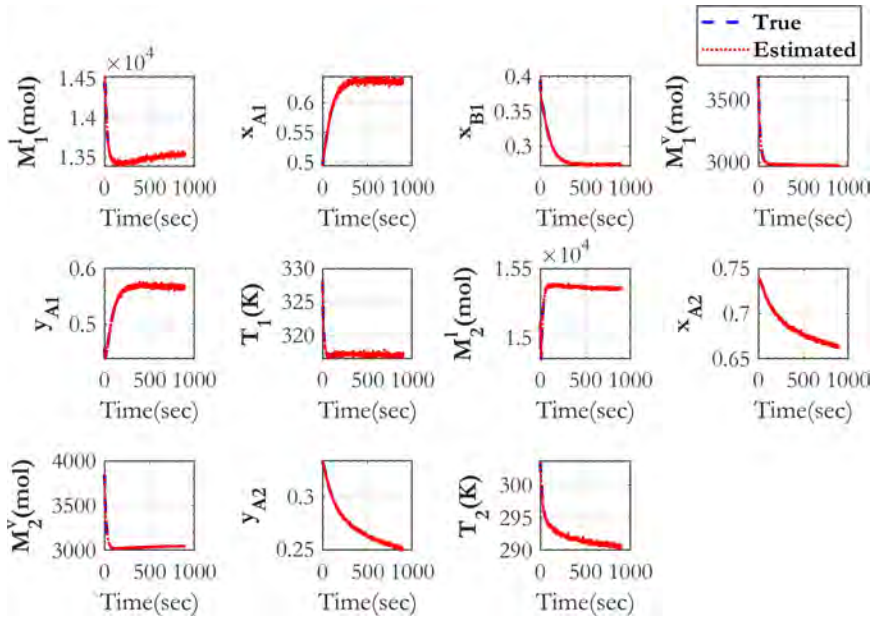 True
Estimated
×10⁴
1.45
1.4
1.35
M₁ˡ(mol)
0 500 1000
Time(sec)
0.6
0.55
0.5
x_A1
0 500 1000
Time(sec)
0.4
0.3
x_B1
0 500 1000
Time(sec)
3500
3000
M₁ᵛ(mol)
0 500 1000
Time(sec)
0.6
0.5
y_A1
0 500 1000
Time(sec)
330
325
320
T₁(K)
0 500 1000
Time(sec)
×10⁴
1.55
1.5
M₂ˡ(mol)
0 500 1000
Time(sec)
0.75
0.7
0.65
x_A2
0 500 1000
Time(sec)
4000
3500
3000
M₂ᵛ(mol)
0 500 1000
Time(sec)
0.3
0.25
y_A2
0 500 1000
Time(sec)
300
295
290
T₂(K)
0 500 1000
Time(sec)